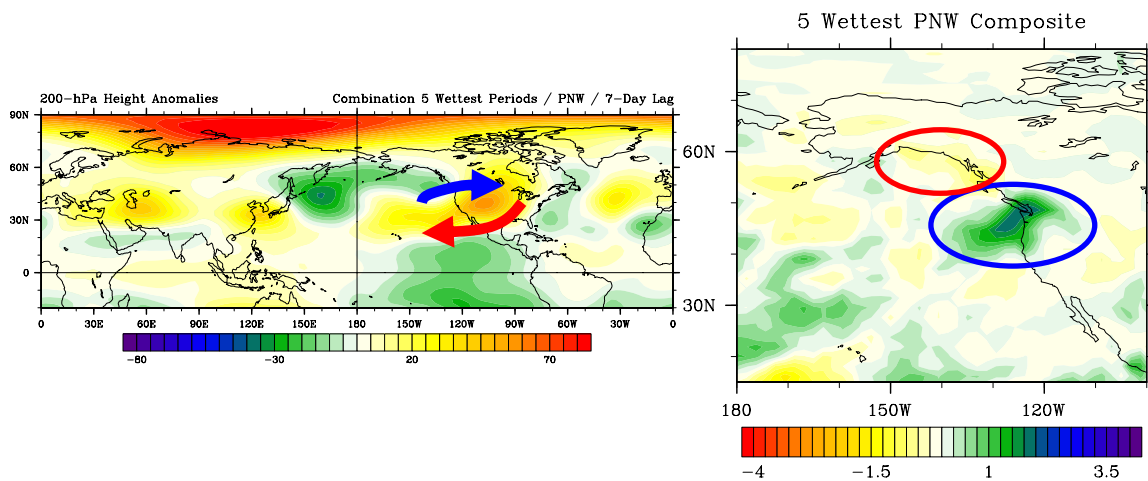 5 Wettest PNW Composite
200-hPa Height Anomalies
Combination 5 Wettest Periods / PNW / 7-Day Lag
90N
60N
30N
0
30S
0 30E 60E 90E 120E 150E 180 150W 120W 90W 60W 30W 0
-80 -30 20 70
60N
30N
180 150W 120W
-4 -1.5 1 3.5